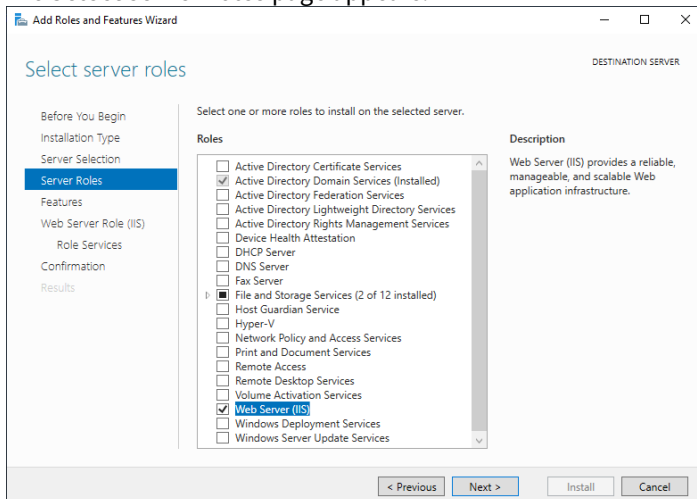 Add Roles and Features Wizard
Select server roles
DESTINATION SERVER
Before You Begin
Installation Type
Server Selection
Server Roles
Features
Web Server Role (IIS)
Role Services
Confirmation
Results
Select one or more roles to install on the selected server.
Roles
Active Directory Certificate Services
Active Directory Domain Services (Installed)
Active Directory Federation Services
Active Directory Lightweight Directory Services
Active Directory Rights Management Services
Device Health Attestation
DHCP Server
DNS Server
Fax Server
File and Storage Services (2 of 12 installed)
Host Guardian Service
Hyper-V
Network Policy and Access Services
Print and Document Services
Remote Access
Remote Desktop Services
Volume Activation Services
Web Server (IIS)
Windows Deployment Services
Windows Server Update Services
Description
Web Server (IIS) provides a reliable,
manageable, and scalable Web
application infrastructure.
< Previous
Next >
Install
Cancel